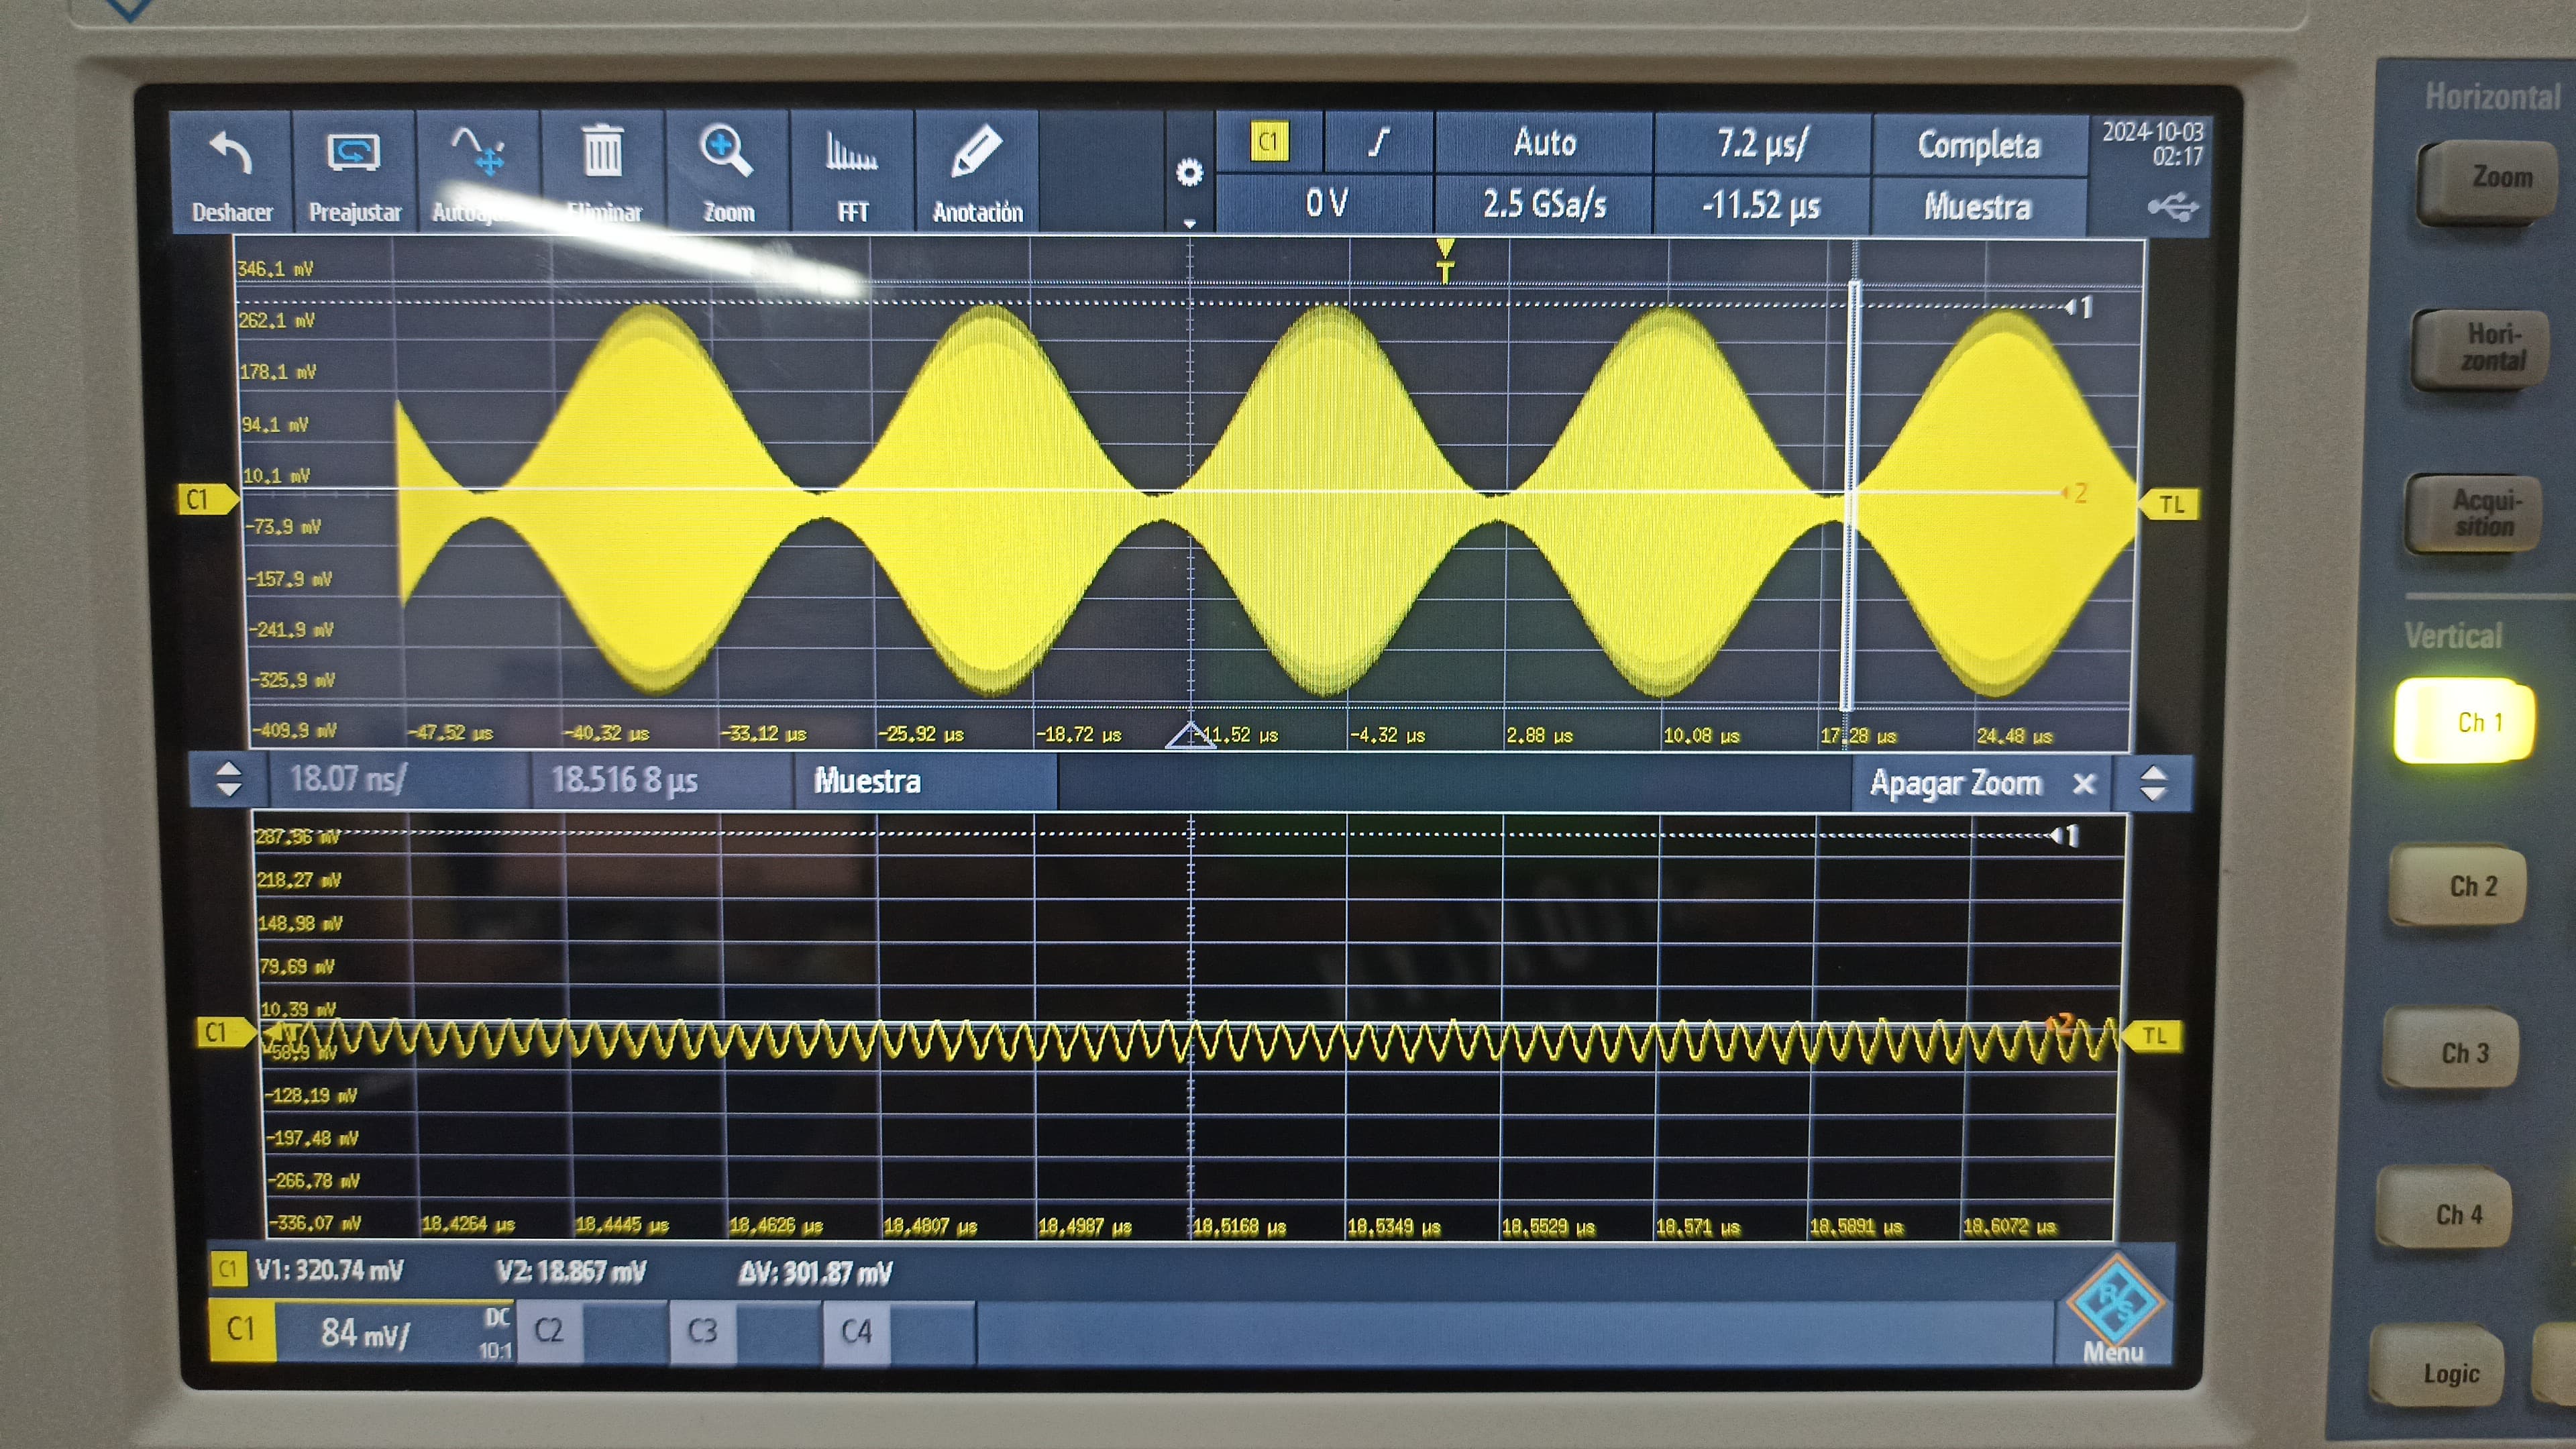 Deshacer Preajustar Eliminar Zoom FFT Anotación
C1 Auto 7.2 µs/ Completa
0 V 2.5 GSa/s -11.52 µs Muestra
2024-10-03
02:17
T
346.1 mV
262.1 mV
178.1 mV
94.1 mV
10.1 mV
-73.9 mV
-157.9 mV
-241.9 mV
-325.9 mV
-409.9 mV
1
2
C1
TL
-47.52 µs -40.32 µs -33.12 µs -25.92 µs -18.72 µs -11.52 µs -4.32 µs 2.88 µs 10.08 µs 17.28 µs 24.48 µs
18.07 ns/ 18.516 8 µs Muestra Apagar Zoom ×
287.56 mV
218.27 mV
148.98 mV
79.69 mV
10.39 mV
-128.19 mV
-197.48 mV
-266.78 mV
-336.07 mV
1
2
C1
TL
18.4264 µs 18.4445 µs 18.4626 µs 18.4807 µs 18.4987 µs 18.5168 µs 18.5349 µs 18.5529 µs 18.571 µs 18.5891 µs 18.6072 µs
C1 V1: 320.74 mV V2: 18.867 mV ΔV: 301.87 mV
C1 84 mV/ DC
10:1
C2 C3 C4
R&S
Menu
Horizontal
Zoom
Hori-
zontal
Acqui-
sition
Vertical
Ch 1
Ch 2
Ch 3
Ch 4
Logic